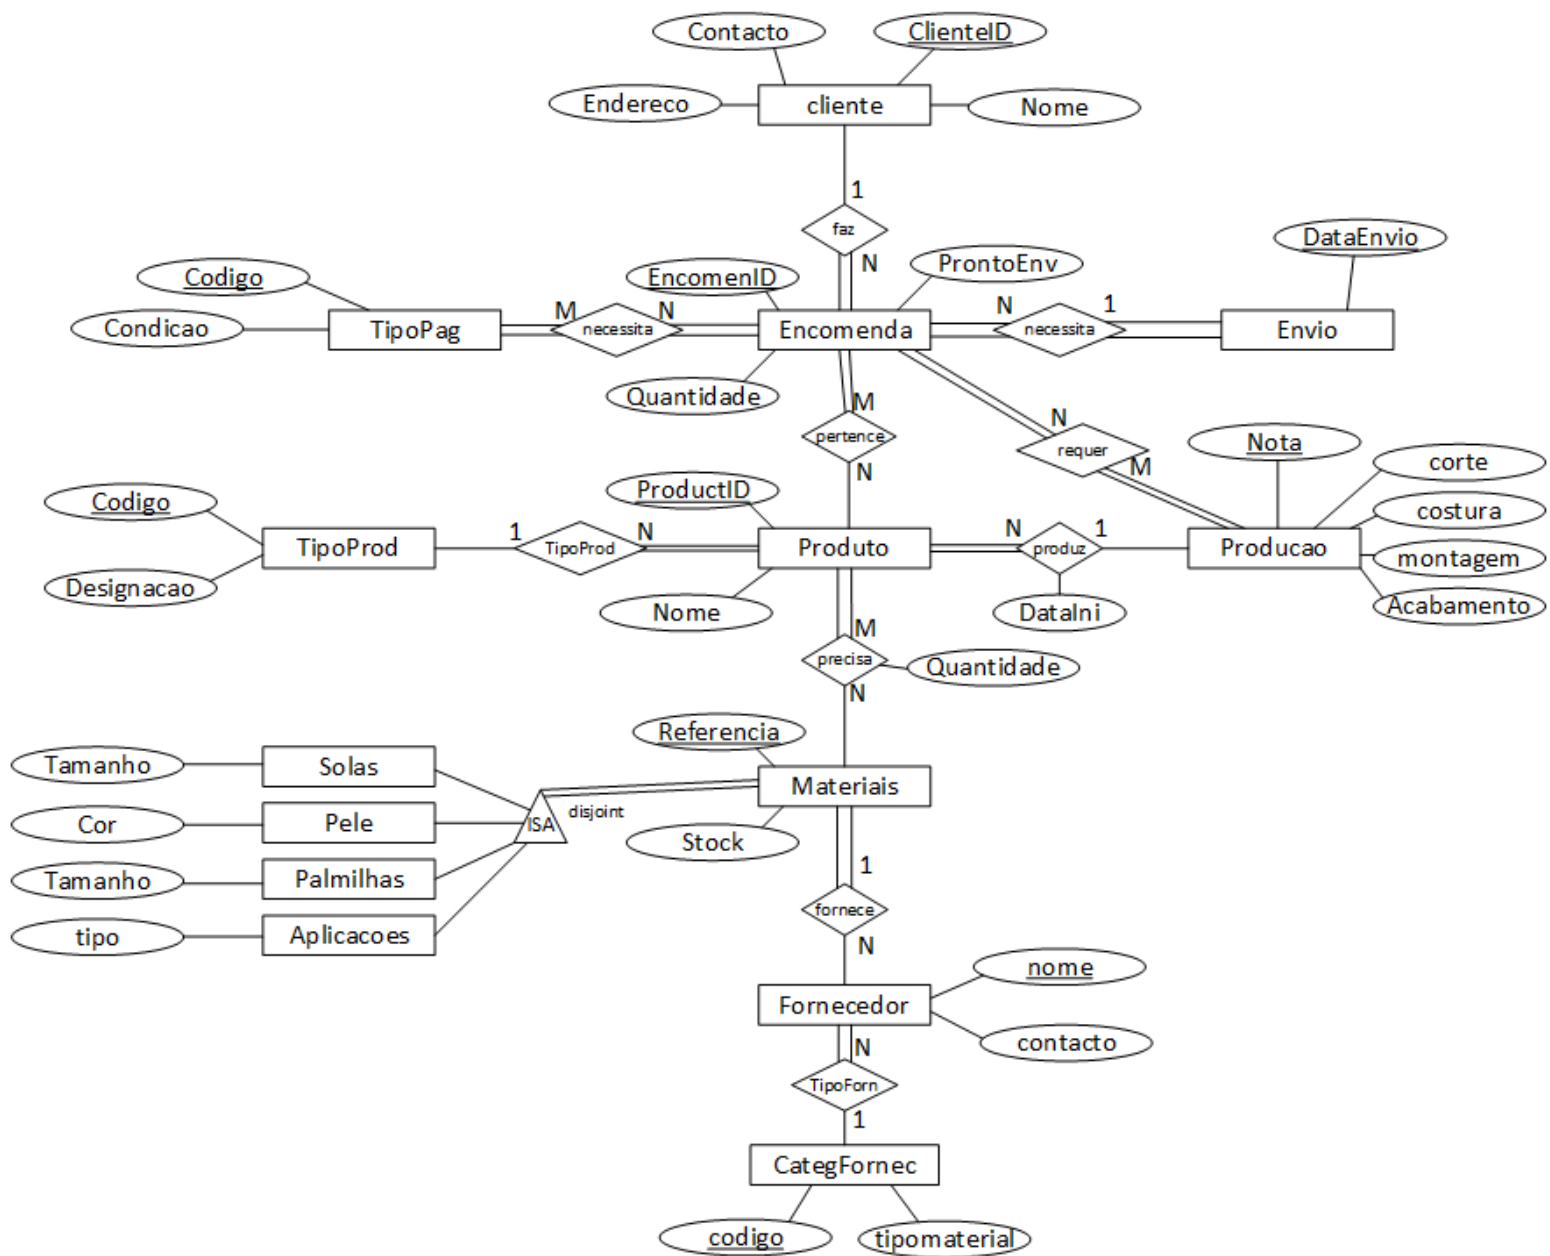 Contacto
ClienteID
Endereco
cliente
Nome
1
faz
N
DataEnvio
Codigo
EncomenID
ProntoEnv
Condicao
TipoPag
M
necessita
N
Encomenda
N
necessita
1
Envio
Quantidade
M
pertence
N
N
requer
M
Nota
corte
Codigo
ProductID
costura
TipoProd
1
TipoProd
N
Produto
N
produz
1
Producao
montagem
Designacao
Nome
DataIni
Acabamento
M
precisa
Quantidade
N
Referencia
Tamanho
Solas
Materiais
disjoint
Cor
Pele
ISA
Stock
Tamanho
Palmilhas
1
fornece
tipo
Aplicacoes
N
nome
Fornecedor
contacto
N
TipoForn
1
CategFornec
codigo
tipomaterial